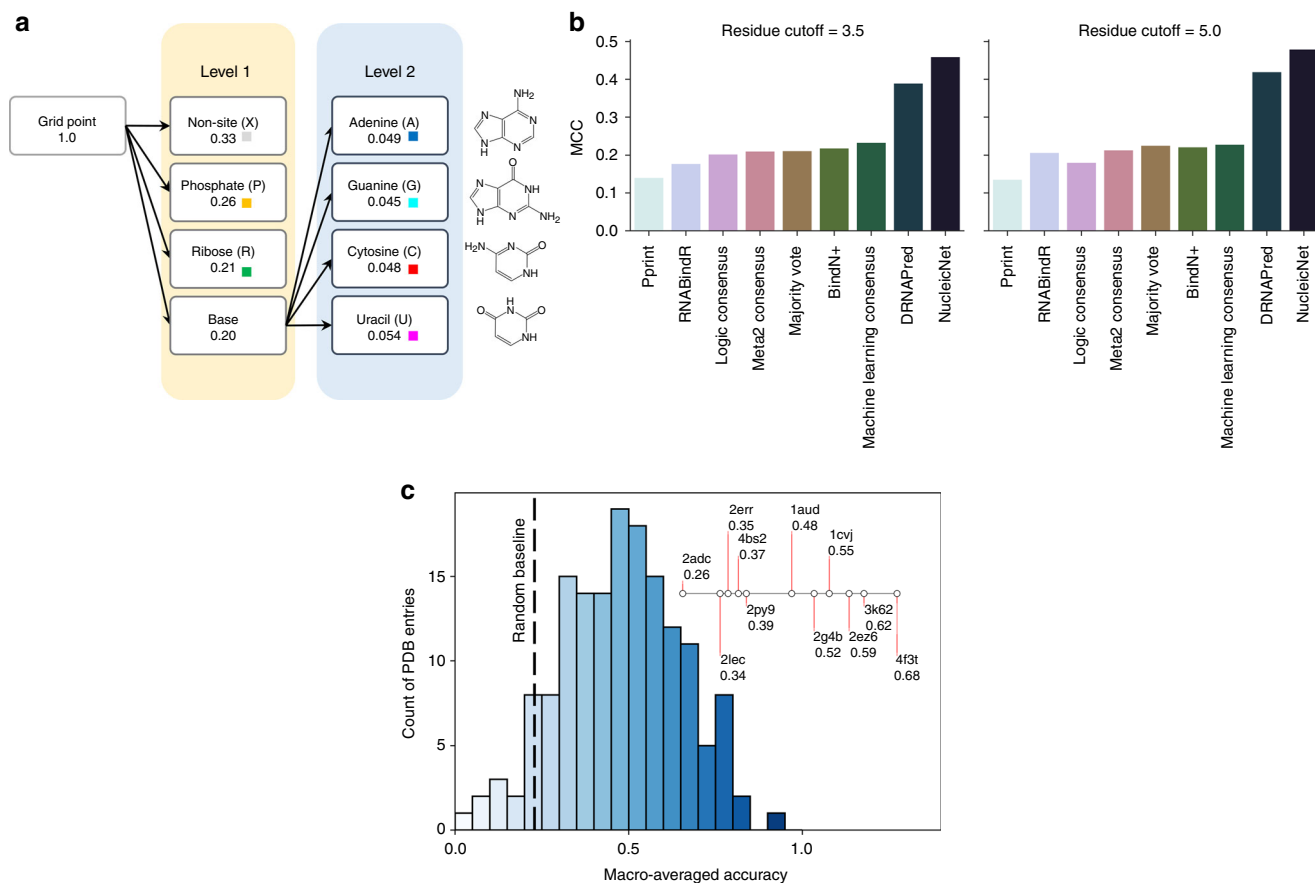 a
Level 1
Level 2
Grid point
1.0
Non-site (X)
0.33
Phosphate (P)
0.26
Ribose (R)
0.21
Base
0.20
Adenine (A)
0.049
Guanine (G)
0.045
Cytosine (C)
0.048
Uracil (U)
0.054
NH2
N
N
N
N
H
O
N
NH
N
H
N
NH2
H2N
N
O
NH
H
O
N
O
NH
b
Residue cutoff = 3.5
Residue cutoff = 5.0
MCC
0.5
0.4
0.3
0.2
0.1
0.0
Pprint
RNABindR
Logic consensus
Meta2 consensus
Majority vote
BindN+
Machine learning consensus
DRNAPred
NucleicNet
Pprint
RNABindR
Logic consensus
Meta2 consensus
Majority vote
BindN+
Machine learning consensus
DRNAPred
NucleicNet
c
Count of PDB entries
15
10
5
0
0.0
0.5
1.0
Macro-averaged accuracy
Random baseline
2adc
0.26
2err
0.35
4bs2
0.37
1aud
0.48
1cvj
0.55
2lec
0.34
2py9
0.39
2g4b
0.52
2ez6
0.59
3k62
0.62
4f3t
0.68